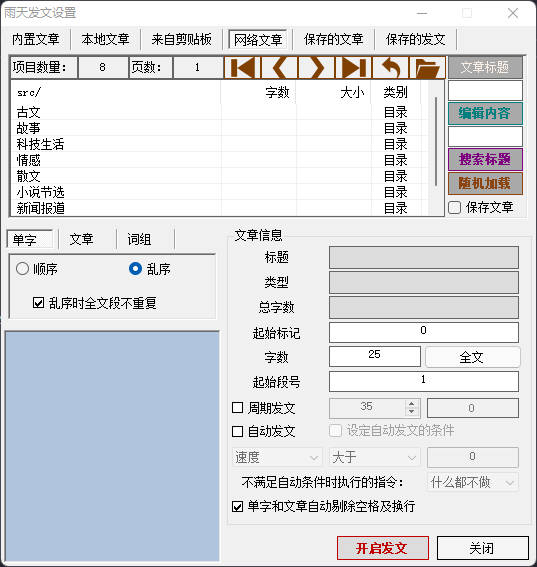 雨天发文设置
内置文章 本地文章 来自剪贴板 网络文章 保存的文章 保存的发文
项目数量: 8 页数: 1 文章标题
src/ 字数 大小 类别
古文 目录
编辑内容
故事 目录
科技生活 目录
情感 目录
搜索标题
散文 目录
随机加载
小说节选 目录
新闻报道 目录
保存文章
单字 文章 词组
顺序 乱序
乱序时全文段不重复
文章信息
标题
类型
总字数
起始标记 0
字数 25 全文
起始段号 1
周期发文 35 0
自动发文 设定自动发文的条件
速度 大于 0
不满足自动条件时执行的指令: 什么都不做
单字和文章自动剔除空格及换行
开启发文 关闭